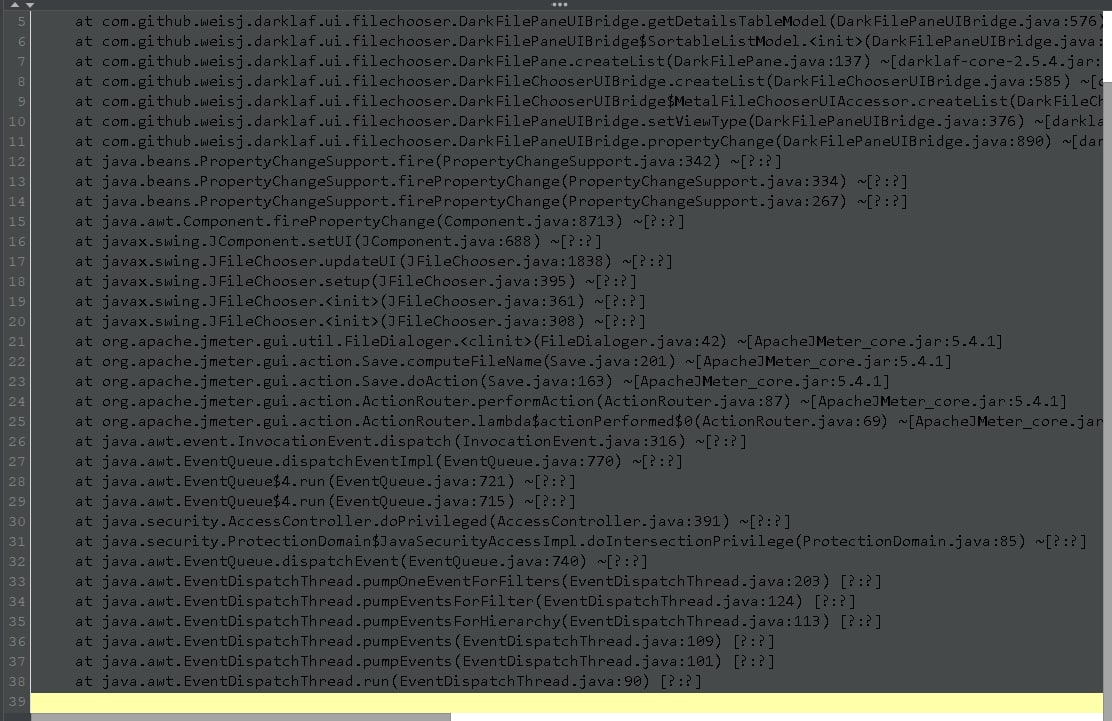 5 at com.github.weisj.darklaf.ui.filechooser.DarkFilePaneUIBridge.getDetailsTableModel(DarkFilePaneUIBridge.java:576)
6 at com.github.weisj.darklaf.ui.filechooser.DarkFilePaneUIBridge$SortableListModel.<init>(DarkFilePaneUIBridge.java:
7 at com.github.weisj.darklaf.ui.filechooser.DarkFilePane.createList(DarkFilePane.java:137) ~[darklaf-core-2.5.4.jar:
8 at com.github.weisj.darklaf.ui.filechooser.DarkFileChooserUIBridge.createList(DarkFileChooserUIBridge.java:585) ~[
9 at com.github.weisj.darklaf.ui.filechooser.DarkFileChooserUIBridge$MetalFileChooserUIAccessor.createList(DarkFileCh
10 at com.github.weisj.darklaf.ui.filechooser.DarkFilePaneUIBridge.setViewType(DarkFilePaneUIBridge.java:376) ~[darkla
11 at com.github.weisj.darklaf.ui.filechooser.DarkFilePaneUIBridge.propertyChange(DarkFilePaneUIBridge.java:890) ~[dar
12 at java.beans.PropertyChangeSupport.fire(PropertyChangeSupport.java:342) ~[?:?]
13 at java.beans.PropertyChangeSupport.firePropertyChange(PropertyChangeSupport.java:334) ~[?:?]
14 at java.beans.PropertyChangeSupport.firePropertyChange(PropertyChangeSupport.java:267) ~[?:?]
15 at java.awt.Component.firePropertyChange(Component.java:8713) ~[?:?]
16 at javax.swing.JComponent.setUI(JComponent.java:688) ~[?:?]
17 at javax.swing.JFileChooser.updateUI(JFileChooser.java:1838) ~[?:?]
18 at javax.swing.JFileChooser.setup(JFileChooser.java:395) ~[?:?]
19 at javax.swing.JFileChooser.<init>(JFileChooser.java:361) ~[?:?]
20 at javax.swing.JFileChooser.<init>(JFileChooser.java:308) ~[?:?]
21 at org.apache.jmeter.gui.util.FileDialoger.<clinit>(FileDialoger.java:42) ~[ApacheJMeter_core.jar:5.4.1]
22 at org.apache.jmeter.gui.action.Save.computeFileName(Save.java:201) ~[ApacheJMeter_core.jar:5.4.1]
23 at org.apache.jmeter.gui.action.Save.doAction(Save.java:163) ~[ApacheJMeter_core.jar:5.4.1]
24 at org.apache.jmeter.gui.action.ActionRouter.performAction(ActionRouter.java:87) ~[ApacheJMeter_core.jar:5.4.1]
25 at org.apache.jmeter.gui.action.ActionRouter.lambda$actionPerformed$0(ActionRouter.java:69) ~[ApacheJMeter_core.jar
26 at java.awt.event.InvocationEvent.dispatch(InvocationEvent.java:316) ~[?:?]
27 at java.awt.EventQueue.dispatchEventImpl(EventQueue.java:770) ~[?:?]
28 at java.awt.EventQueue$4.run(EventQueue.java:721) ~[?:?]
29 at java.awt.EventQueue$4.run(EventQueue.java:715) ~[?:?]
30 at java.security.AccessController.doPrivileged(AccessController.java:391) ~[?:?]
31 at java.security.ProtectionDomain$JavaSecurityAccessImpl.doIntersectionPrivilege(ProtectionDomain.java:85) ~[?:?]
32 at java.awt.EventQueue.dispatchEvent(EventQueue.java:740) ~[?:?]
33 at java.awt.EventDispatchThread.pumpOneEventForFilters(EventDispatchThread.java:203) [?:?]
34 at java.awt.EventDispatchThread.pumpEventsForFilter(EventDispatchThread.java:124) [?:?]
35 at java.awt.EventDispatchThread.pumpEventsForHierarchy(EventDispatchThread.java:113) [?:?]
36 at java.awt.EventDispatchThread.pumpEvents(EventDispatchThread.java:109) [?:?]
37 at java.awt.EventDispatchThread.pumpEvents(EventDispatchThread.java:101) [?:?]
38 at java.awt.EventDispatchThread.run(EventDispatchThread.java:90) [?:?]
39